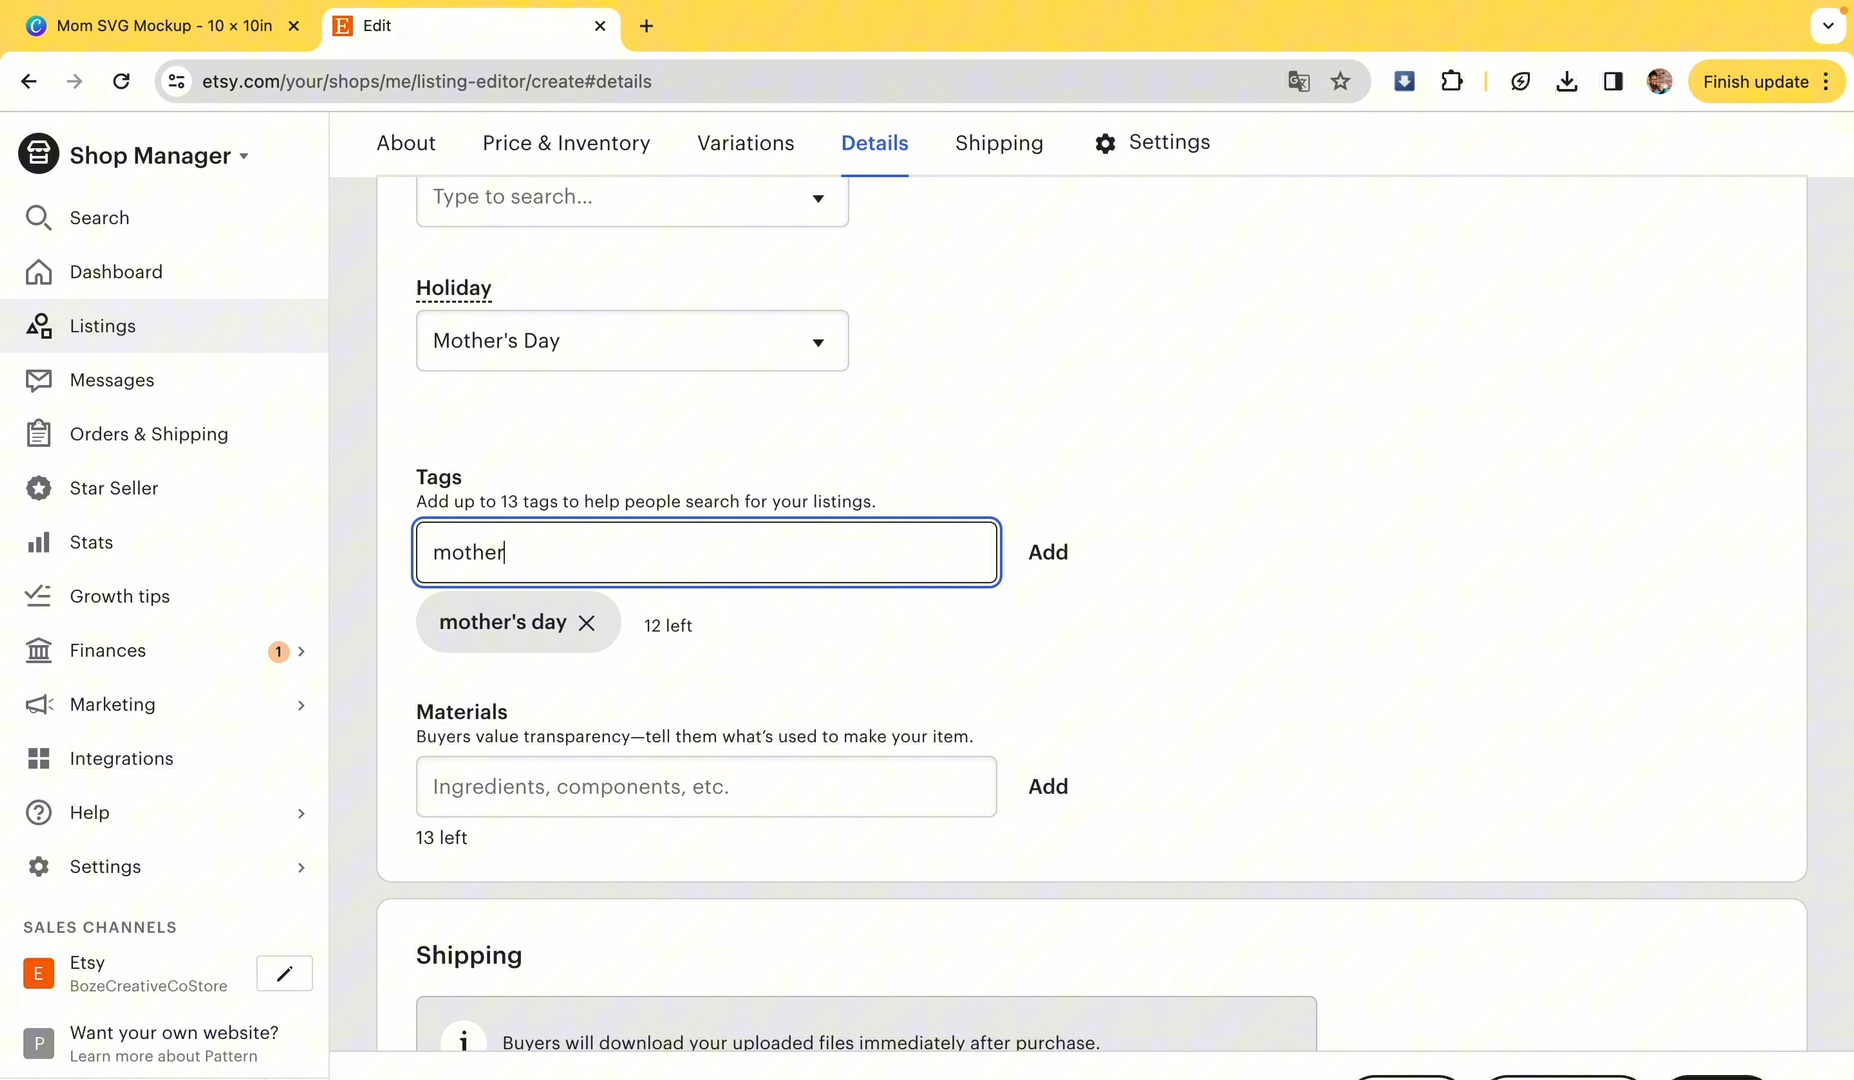 Mom SVG Mockup - 10 × 10in
Edit
etsy.com/your/shops/me/listing-editor/create#details
Finish update
Shop Manager
Search
Dashboard
Listings
Messages
Orders & Shipping
Star Seller
Stats
Growth tips
Finances 1
Marketing
Integrations
Help
Settings
SALES CHANNELS
E Etsy
BozeCreativeCoStore
P Want your own website?
Learn more about Pattern
About Price & Inventory Variations Details Shipping Settings
Type to search...
Holiday
Mother's Day
Tags
Add up to 13 tags to help people search for your listings.
mother Add
mother's day 12 left
Materials
Buyers value transparency—tell them what's used to make your item.
Ingredients, components, etc. Add
13 left
Shipping
Buyers will download your uploaded files immediately after purchase.